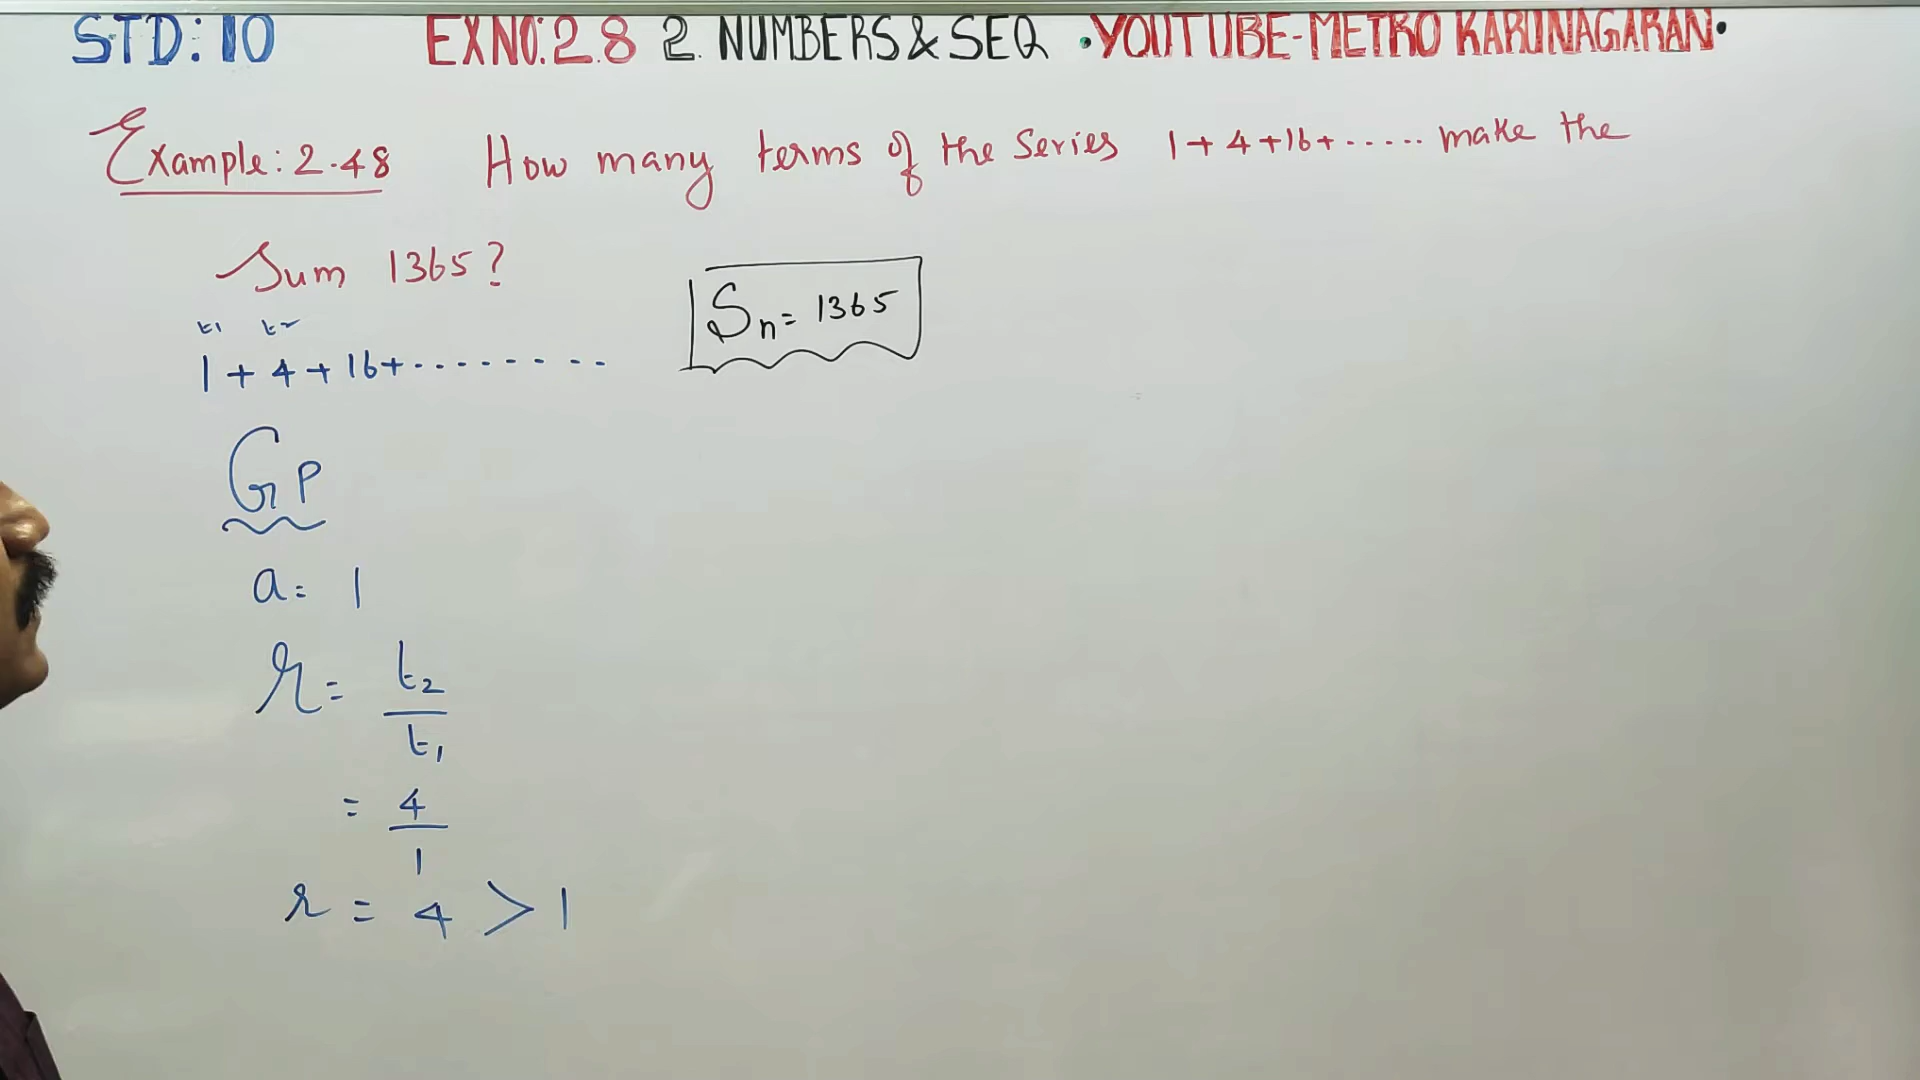 STD: 10 EXNO: 2.8 2. NUMBERS & SEQ •YOUTUBE-METRO KARUNAGARAN•
Example: 2.48 How many terms of the Series 1+4+16+...... make the
Sum 1365?
t1 t2
1+4+16+........
Sn= 1365
GP
a= 1
r= t2/t1
= 4/1
r = 4 > 1